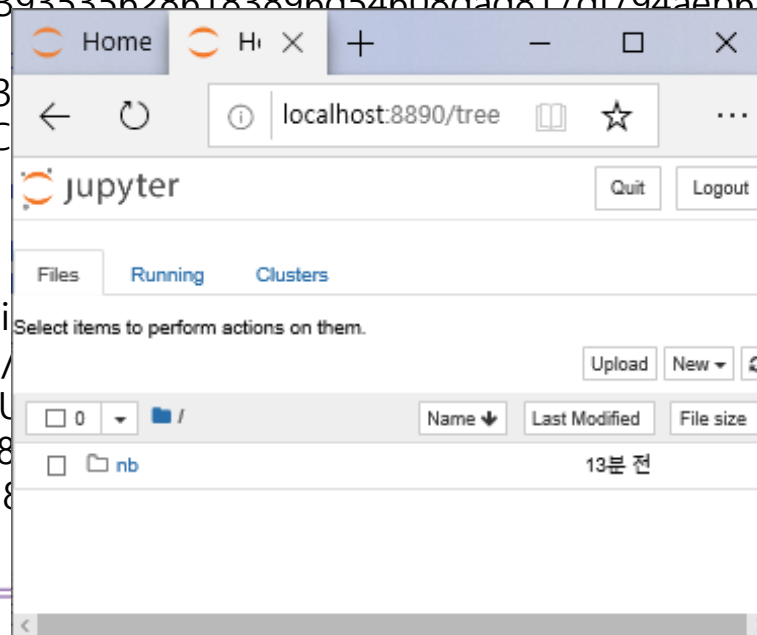 Home H
localhost:8890/tree
jupyter Quit Logout
Files Running Clusters
Select items to perform actions on them.
Upload New
0 / Name Last Modified File size
nb 13분 전